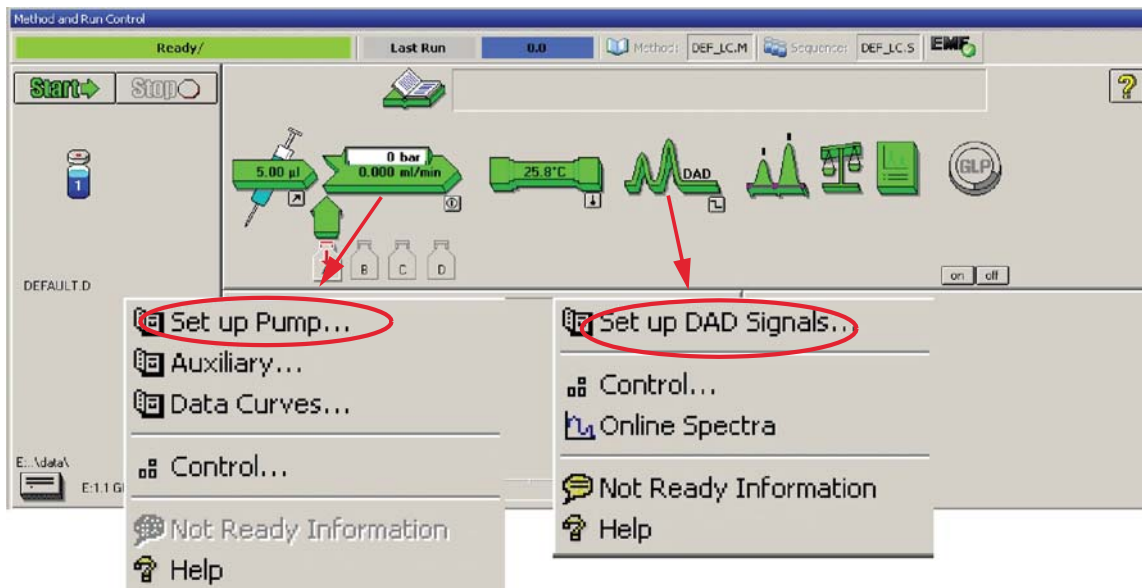 Method and Run Control
Ready/ Last Run 0.0 Method: DEF_LC.M Sequence: DEF_LC.S EMF
Start Stop
?
5.00 µl
0 bar
0.000 ml/min
25.8°C
DAD
GLP
1
A B C D
on off
DEFAULT.D
Set up Pump...
Auxiliary...
Data Curves...
Control...
Not Ready Information
Help
Set up DAD Signals...
Control...
Online Spectra
Not Ready Information
Help
E:..\data\